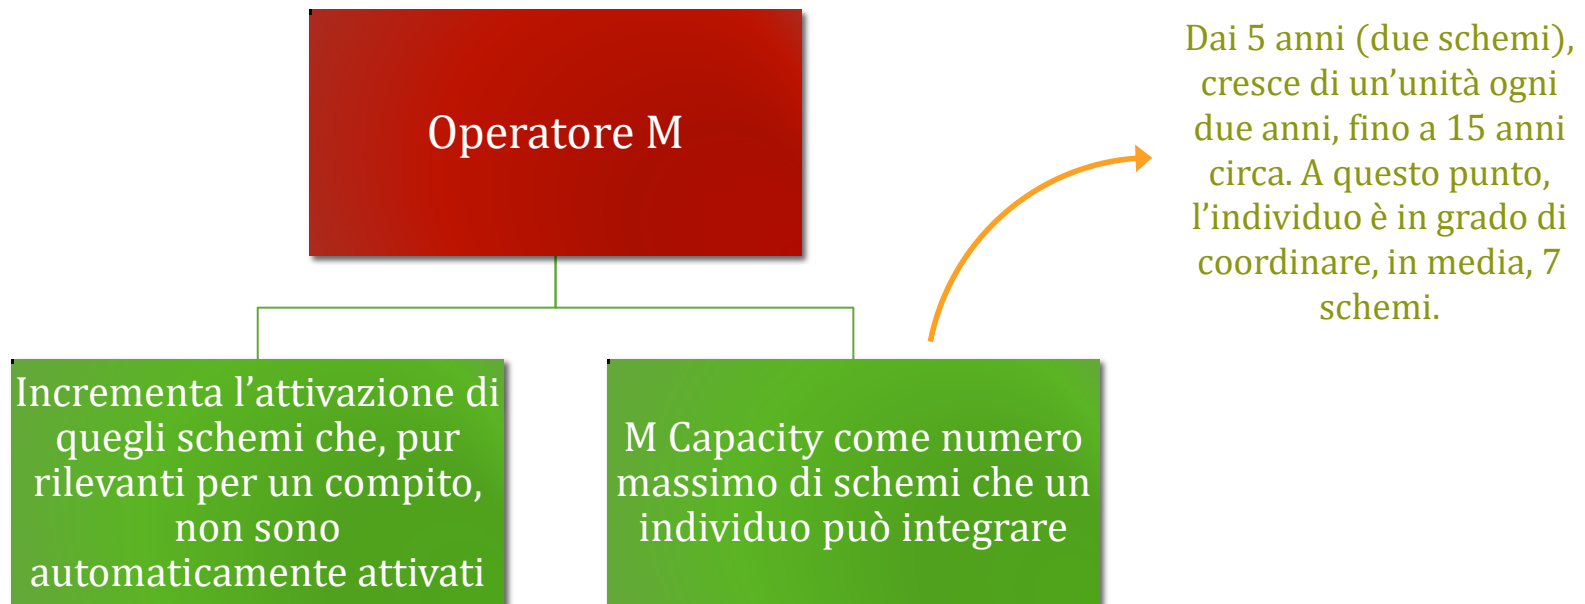 Operatore M
Dai 5 anni (due schemi),
cresce di un’unità ogni
due anni, fino a 15 anni
circa. A questo punto,
l’individuo è in grado di
coordinare, in media, 7
schemi.
Incrementa l’attivazione di
quegli schemi che, pur
rilevanti per un compito,
non sono
automaticamente attivati
M Capacity come numero
massimo di schemi che un
individuo può integrare